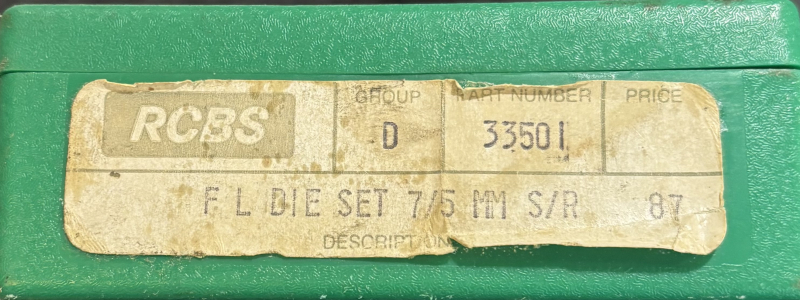 RCBS
GROUP PART NUMBER PRICE
D 33501
F L DIE SET 7/5 MM S/R 87
DESCRIPTION